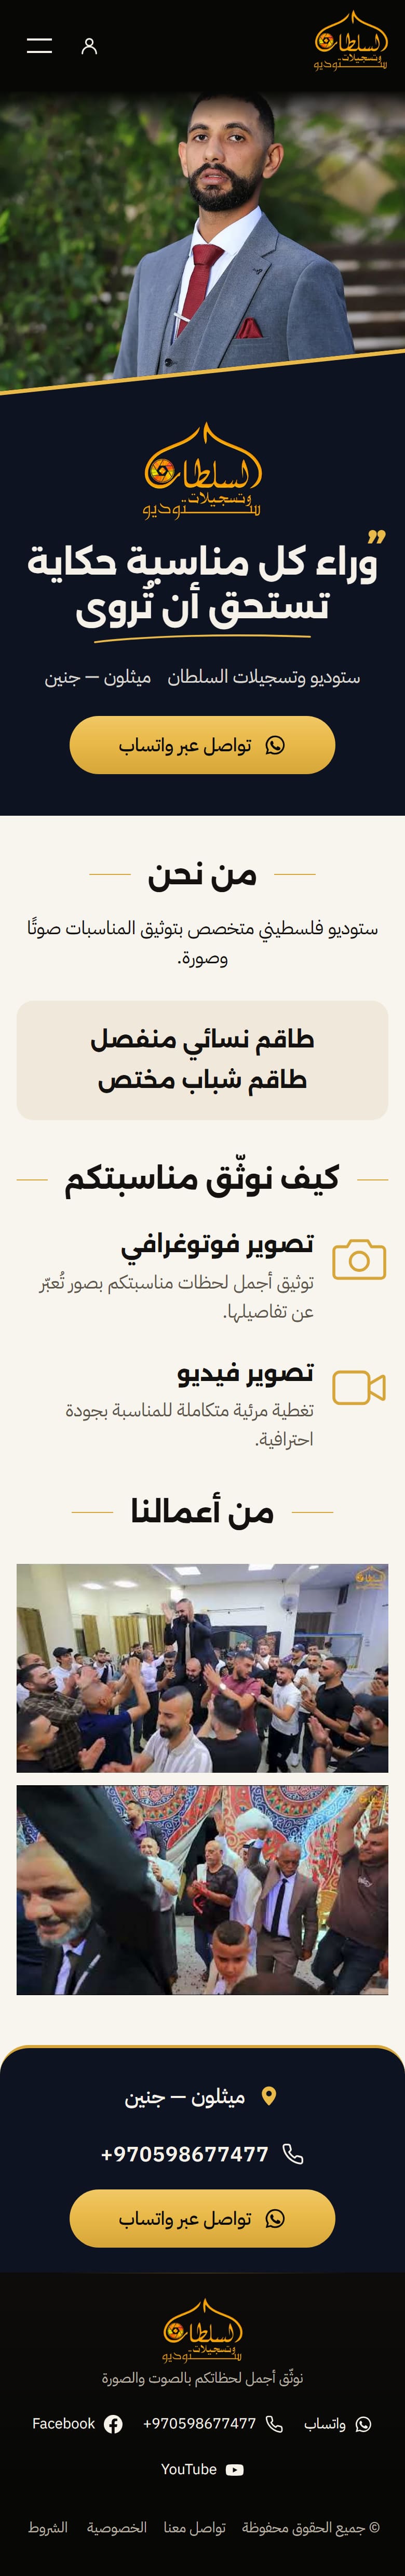 السلطان
وتسجيلات
ستوديو
السلطان
وتسجيلات
ستوديو
”وراء كل مناسبة حكاية
تستحق أن تُروى
ستوديو وتسجيلات السلطان ميثلون — جنين
تواصل عبر واتساب
من نحن
ستوديو فلسطيني متخصص بتوثيق المناسبات صوتًا
وصورة.
طاقم نسائي منفصل
طاقم شباب مختص
كيف نوثّق مناسبتكم
تصوير فوتوغرافي
توثيق أجمل لحظات مناسبتكم بصور تُعبّر
عن تفاصيلها.
تصوير فيديو
تغطية مرئية متكاملة للمناسبة بجودة
احترافية.
من أعمالنا
ميثلون — جنين
+970598677477
تواصل عبر واتساب
السلطان
وتسجيلات
ستوديو
نوثّق أجمل لحظاتكم بالصوت والصورة
واتساب +970598677477 Facebook
YouTube
© جميع الحقوق محفوظة تواصل معنا الخصوصية الشروط